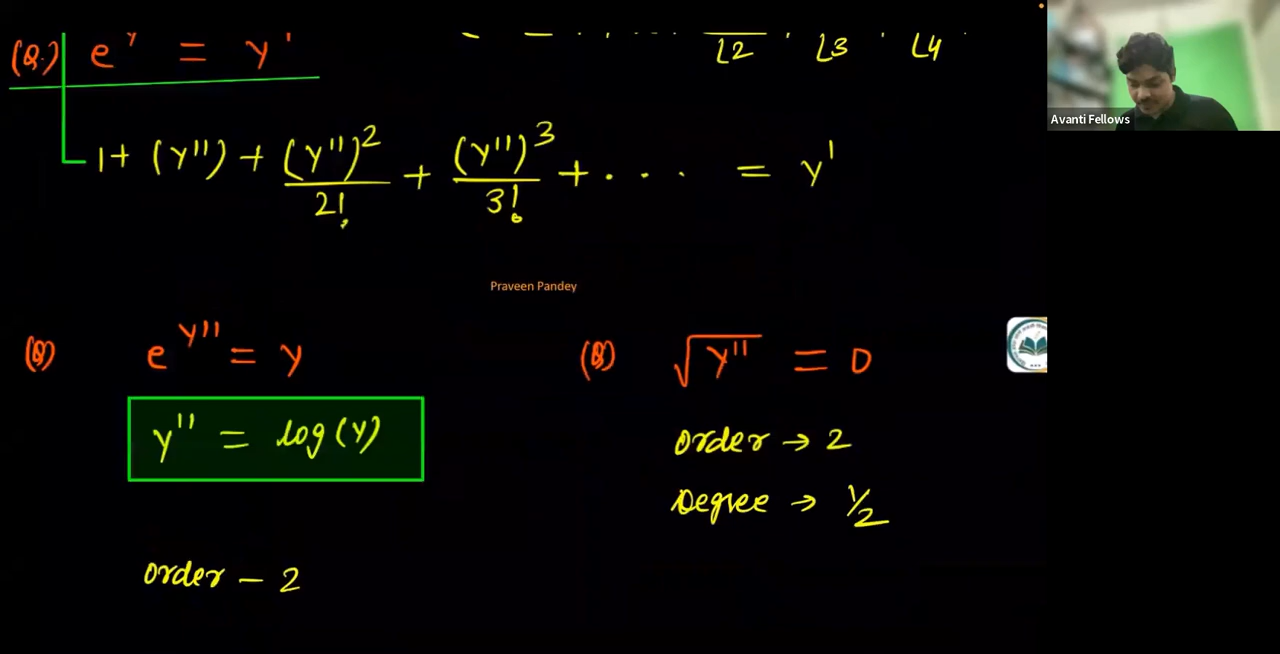 (Q.) e^y = y'
L2 L3 L4
1 + (y'') + (y'')^2/2! + (y'')^3/3! + . . . . = y'
Avanti Fellows
Praveen Pandey
(Q) e^y'' = y
y'' = log(y)
order - 2
(Q) √y'' = 0
order → 2
Degree → 1/2